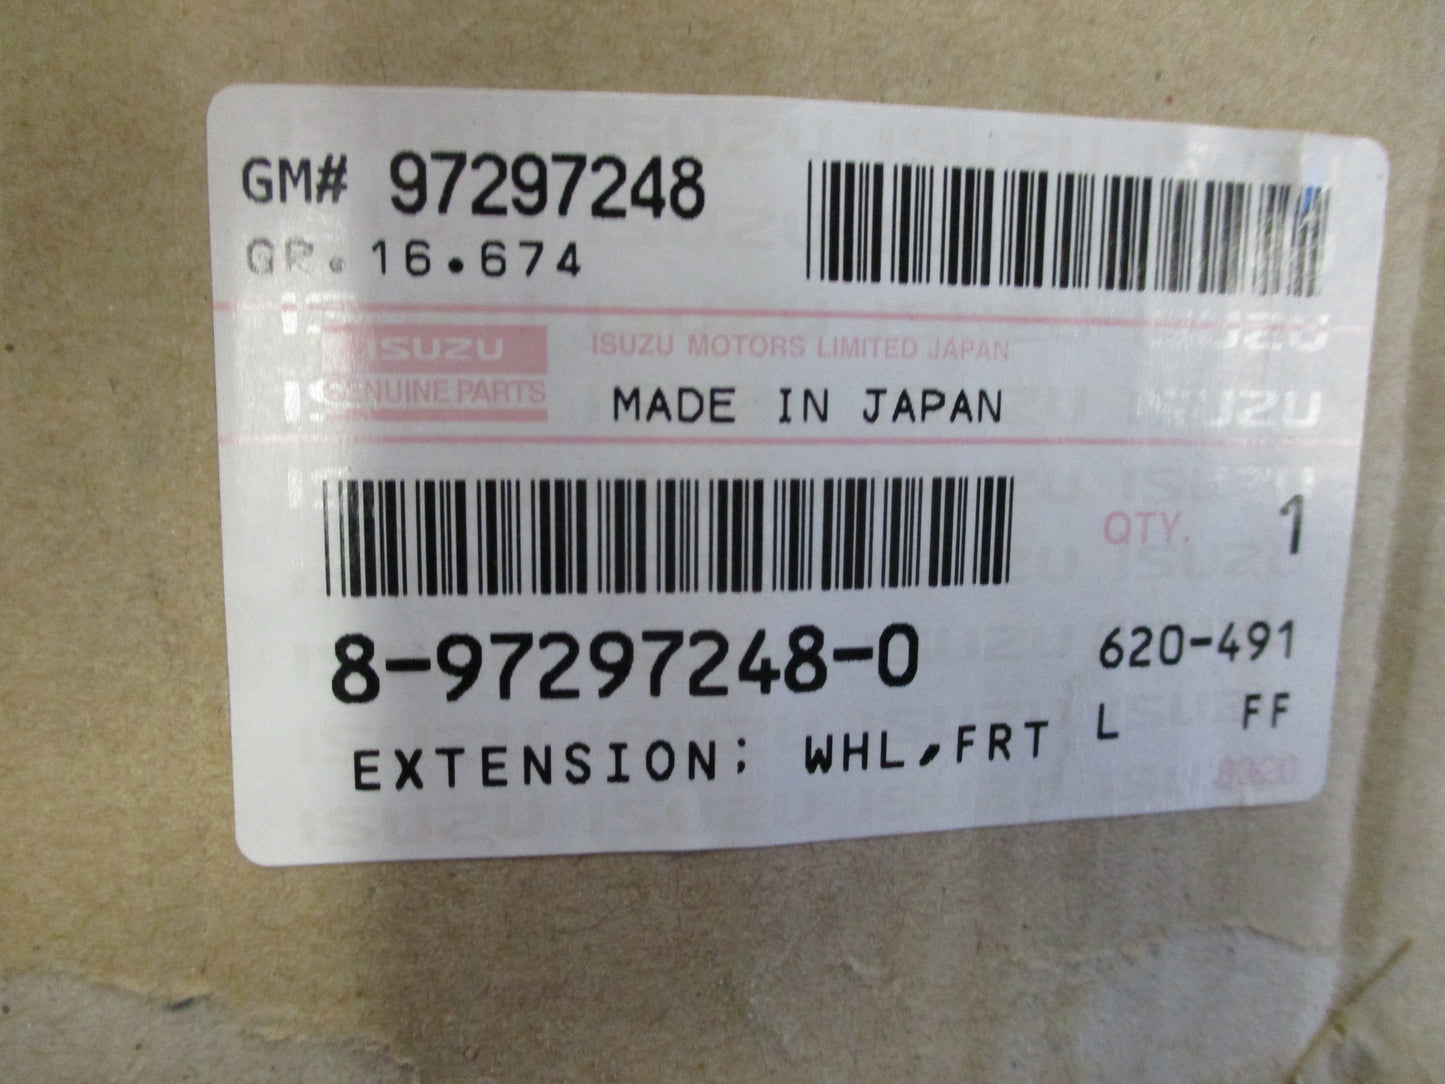 GM# 97297248
GR. 16.674
ISUZU
GENUINE PARTS
ISUZU MOTORS LIMITED JAPAN
MADE IN JAPAN
QTY. 1
8-97297248-0
620-491
EXTENSION; WHL,FRT L FF